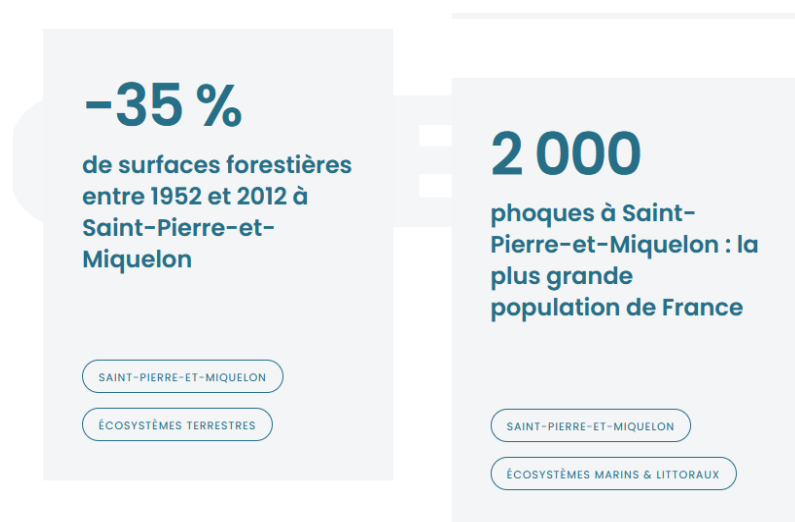 -35 %
de surfaces forestières
entre 1952 et 2012 à
Saint-Pierre-et-
Miquelon
SAINT-PIERRE-ET-MIQUELON
ÉCOSYSTÈMES TERRESTRES
2 000
phoques à Saint-
Pierre-et-Miquelon : la
plus grande
population de France
SAINT-PIERRE-ET-MIQUELON
ÉCOSYSTÈMES MARINS & LITTORAUX